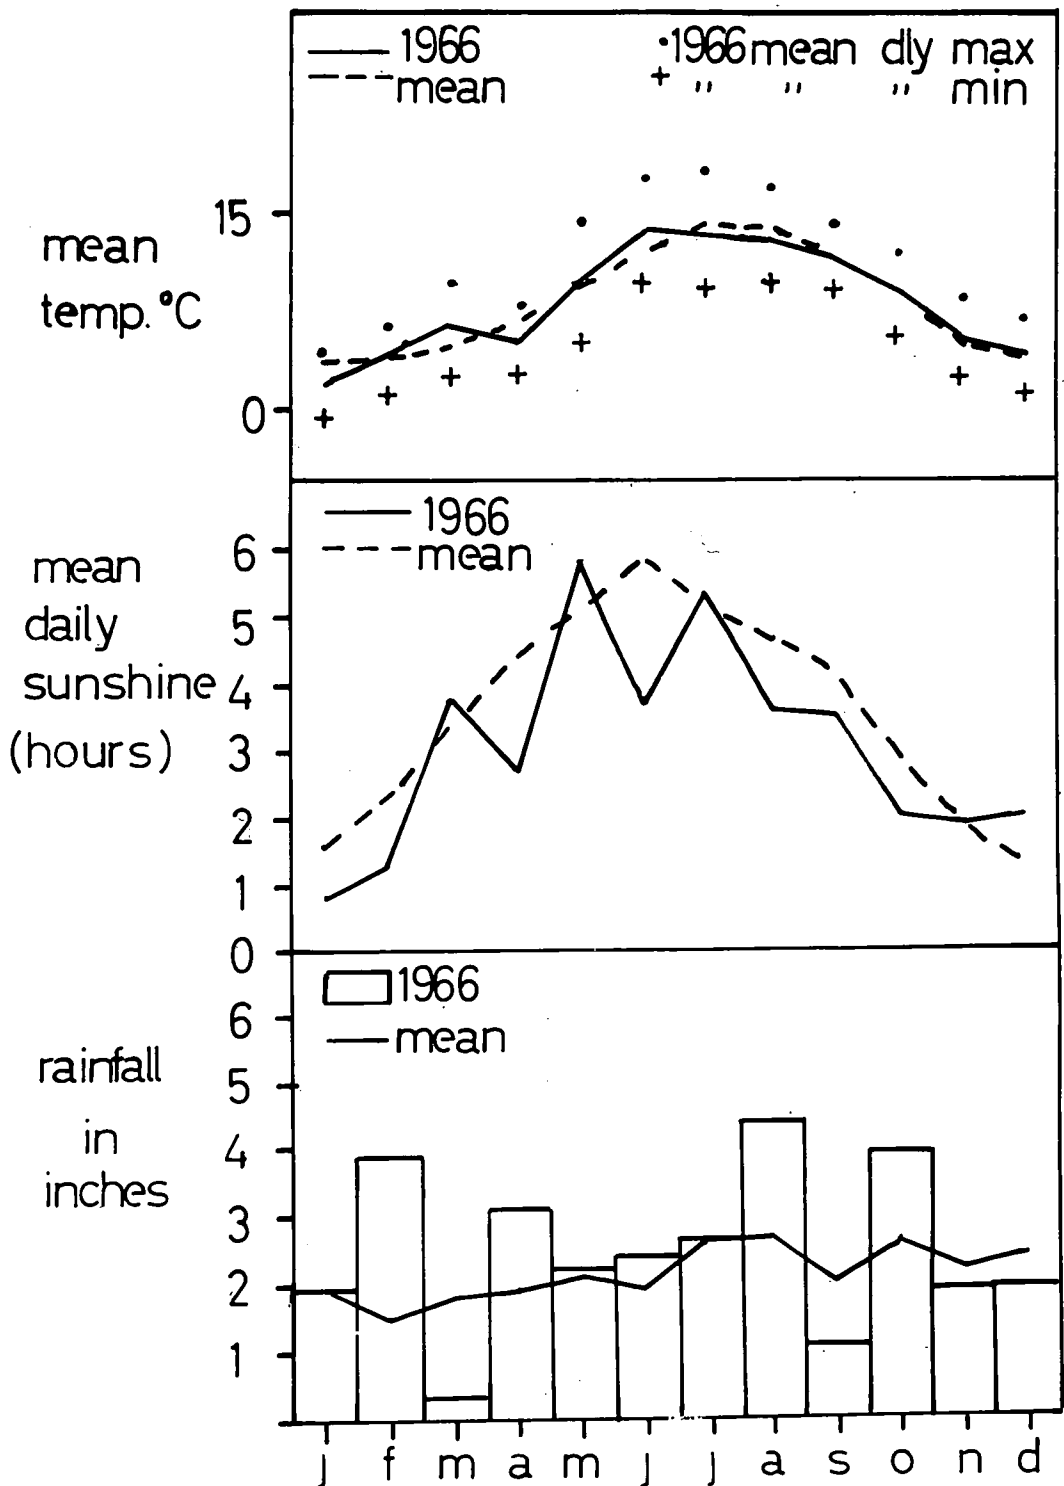 1966
mean
· 1966 mean dly max
+ " " " min
mean
temp. °C
15
0
1966
mean
mean
daily
sunshine
(hours)
6
5
4
3
2
1
0
1966
mean
rainfall
in
inches
6
5
4
3
2
1
j f m a m j j a s o n d